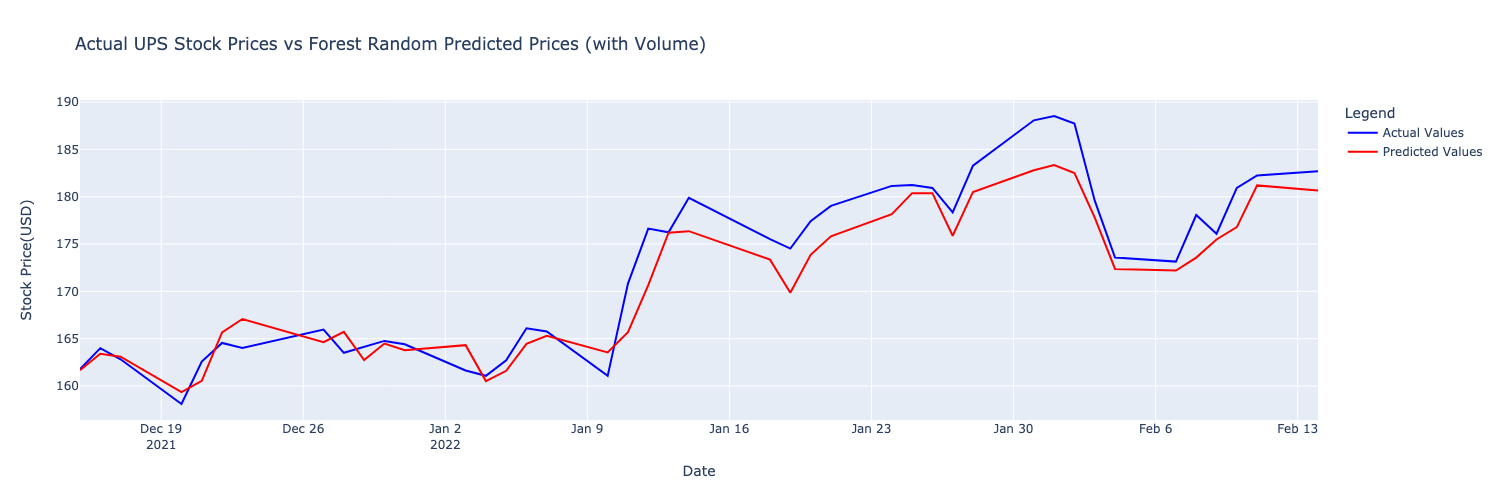 Actual UPS Stock Prices vs Forest Random Predicted Prices (with Volume)
Legend
Actual Values
Predicted Values
Stock Price(USD)
190
185
180
175
170
165
160
Dec 19
2021
Dec 26
Jan 2
2022
Jan 9
Jan 16
Jan 23
Jan 30
Feb 6
Feb 13
Date